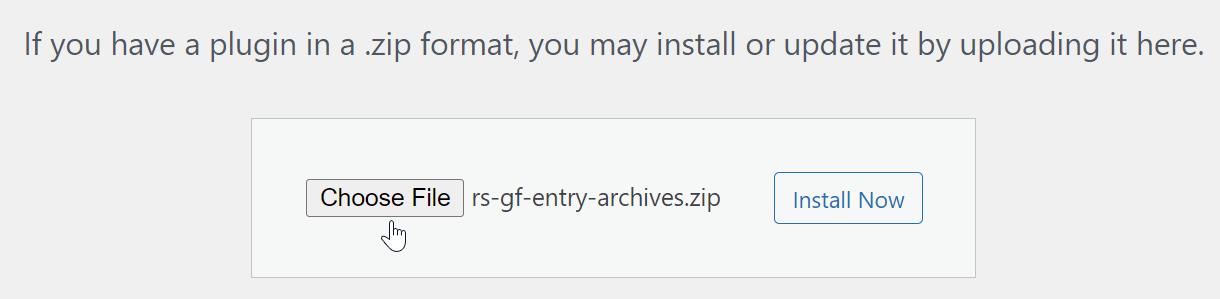 If you have a plugin in a .zip format, you may install or update it by uploading it here.
Choose File rs-gf-entry-archives.zip Install Now